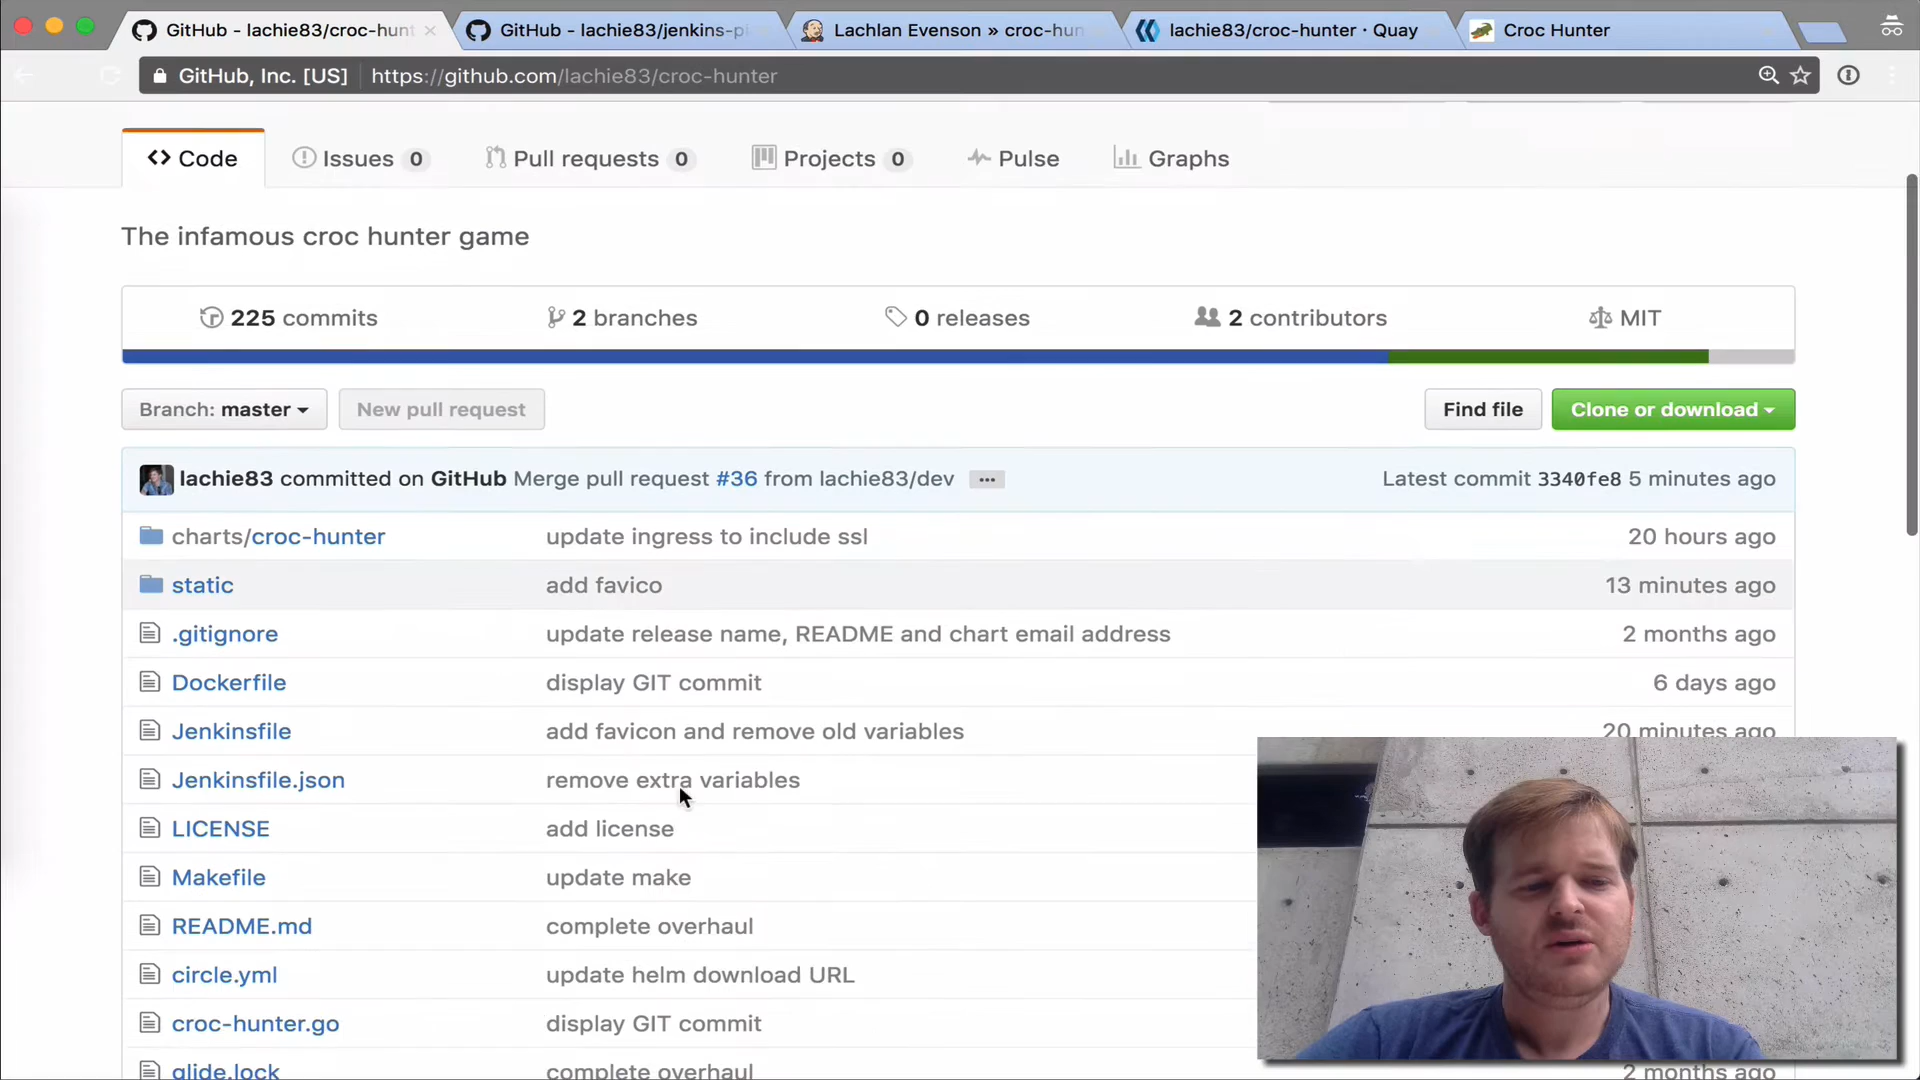 GitHub - lachie83/croc-hunt
GitHub - lachie83/jenkins-pi
Lachlan Evenson » croc-hun
lachie83/croc-hunter · Quay
Croc Hunter
GitHub, Inc. [US] https://github.com/lachie83/croc-hunter
Code
Issues 0
Pull requests 0
Projects 0
Pulse
Graphs
The infamous croc hunter game
225 commits
2 branches
0 releases
2 contributors
MIT
Branch: master
New pull request
Find file
Clone or download
lachie83 committed on GitHub Merge pull request #36 from lachie83/dev ... Latest commit 3340fe8 5 minutes ago
charts/croc-hunter update ingress to include ssl 20 hours ago
static add favico 13 minutes ago
.gitignore update release name, README and chart email address 2 months ago
Dockerfile display GIT commit 6 days ago
Jenkinsfile add favicon and remove old variables 20 minutes ago
Jenkinsfile.json remove extra variables
LICENSE add license
Makefile update make
README.md complete overhaul
circle.yml update helm download URL
croc-hunter.go display GIT commit
glide.lock complete overhaul 2 months ago